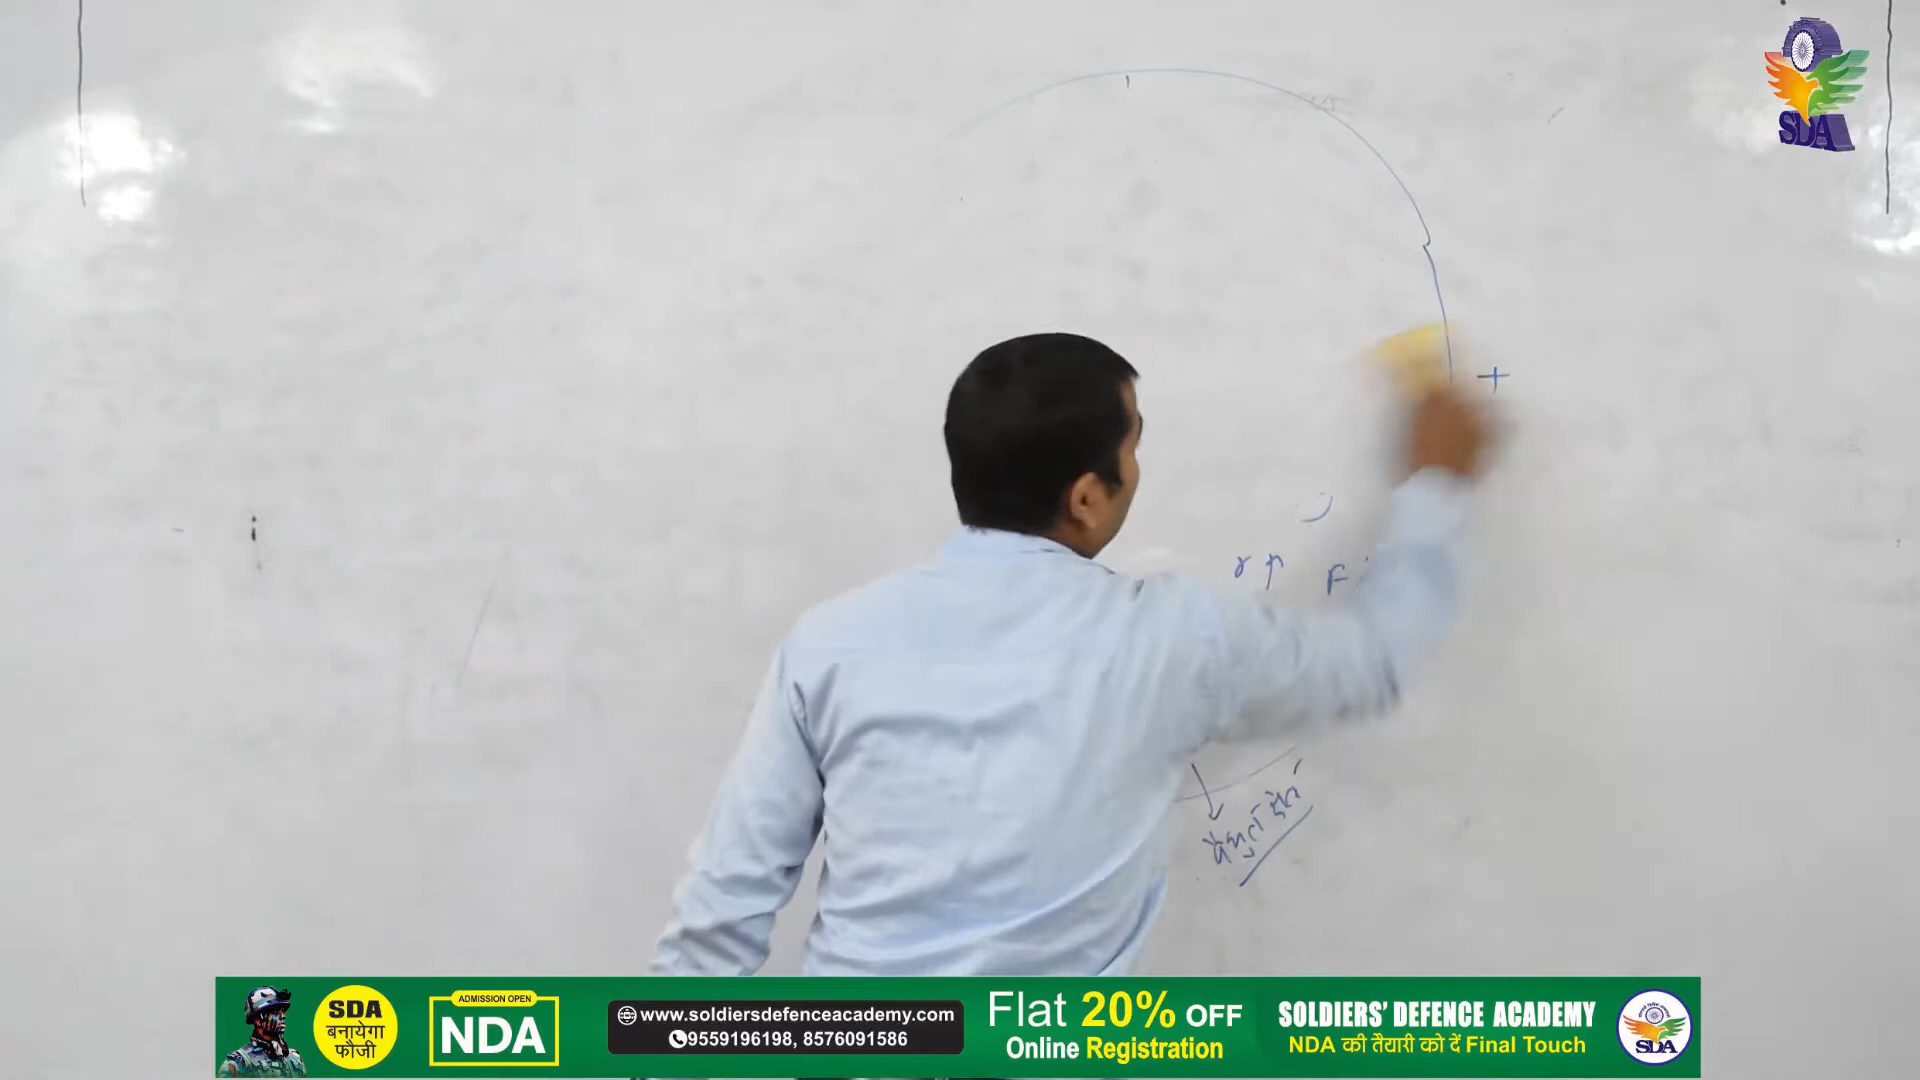 SDA
+
r ↑ F
वैद्युत क्षेत्र
SDA
बनायेगा
फौजी
ADMISSION OPEN
NDA
www.soldiersdefenceacademy.com
9559196198, 8576091586
Flat 20% OFF
Online Registration
SOLDIERS' DEFENCE ACADEMY
NDA की तैयारी को दें Final Touch
SDA